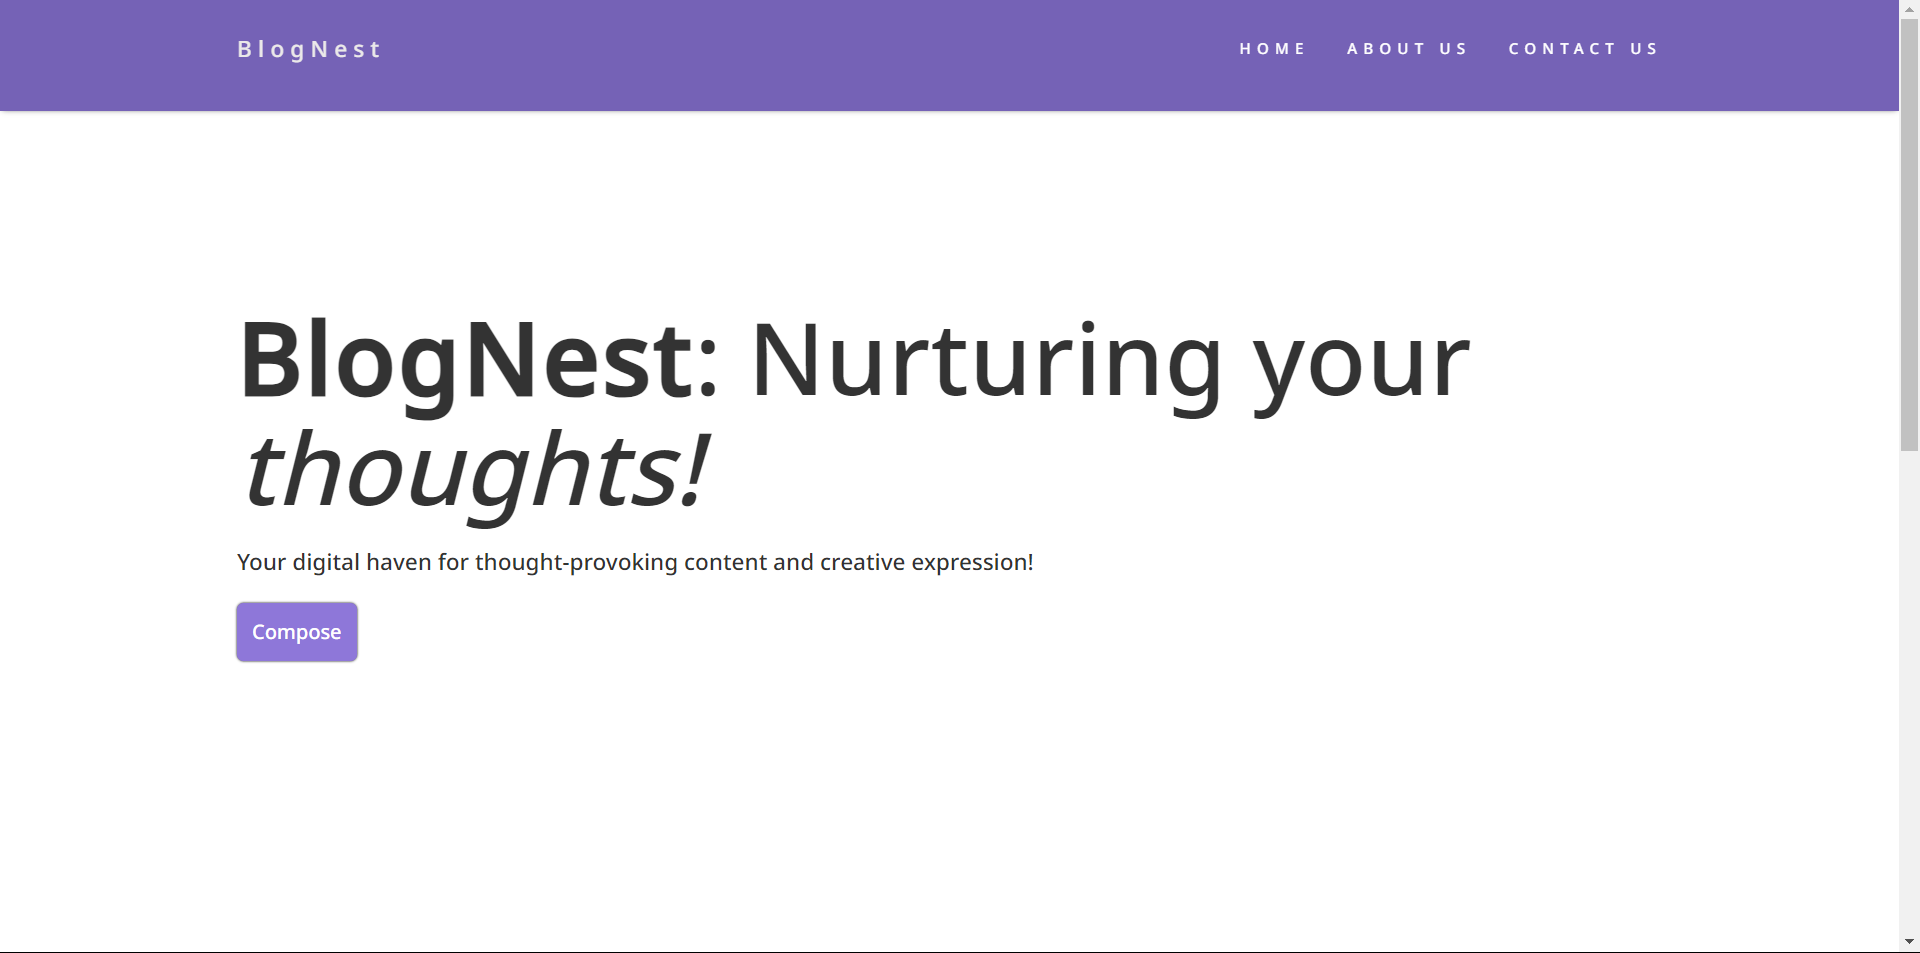 BlogNest
HOME ABOUT US CONTACT US
BlogNest: Nurturing your
thoughts!
Your digital haven for thought-provoking content and creative expression!
Compose